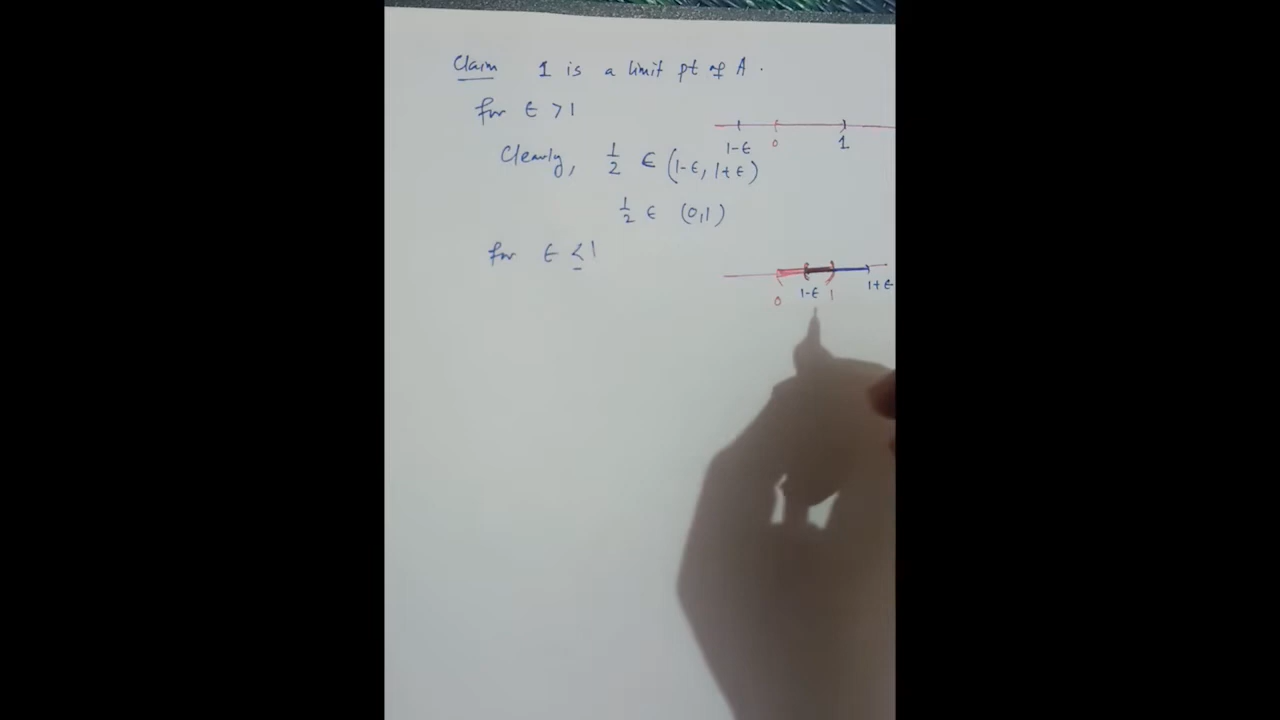 Claim 1 is a limit pt of A.
for ϵ > 1
1-ϵ 0 1
Clearly, 1/2 ∈ (1-ϵ, 1+ϵ)
1/2 ∈ (0,1)
for ϵ ≤ 1
0 1-ϵ 1 1+ϵ